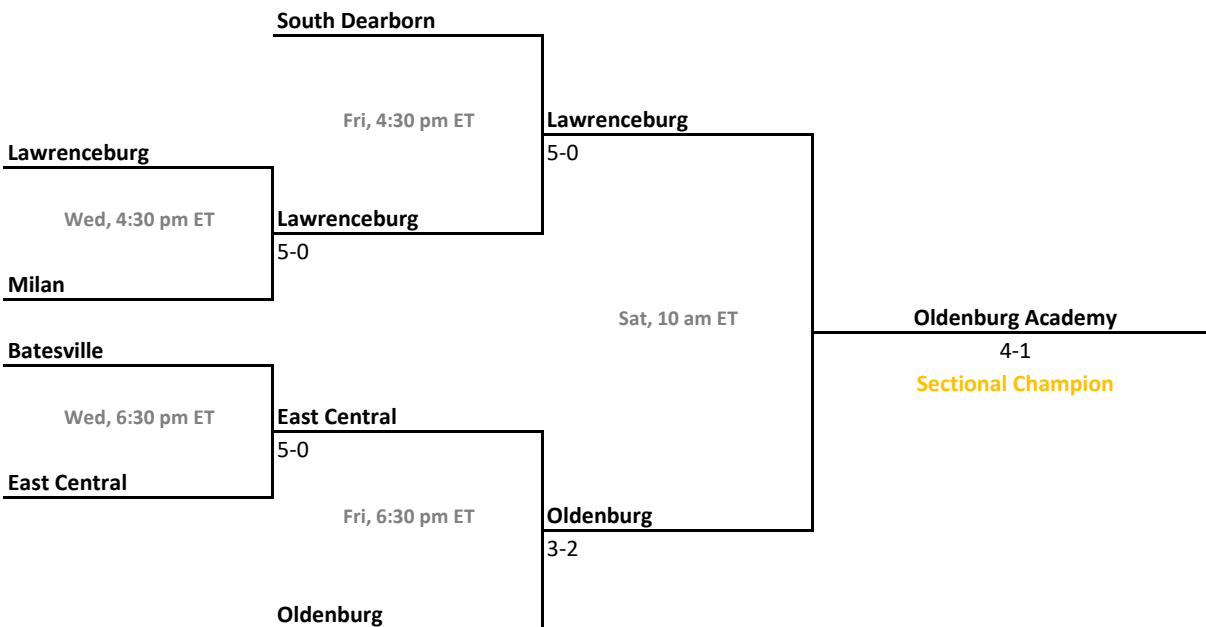 South Dearborn
Fri, 4:30 pm ET
Lawrenceburg
Lawrenceburg
5-0
Wed, 4:30 pm ET
Lawrenceburg
5-0
Milan
Sat, 10 am ET
Oldenburg Academy
Batesville
4-1
Sectional Champion
Wed, 6:30 pm ET
East Central
5-0
East Central
Fri, 6:30 pm ET
Oldenburg
3-2
Oldenburg